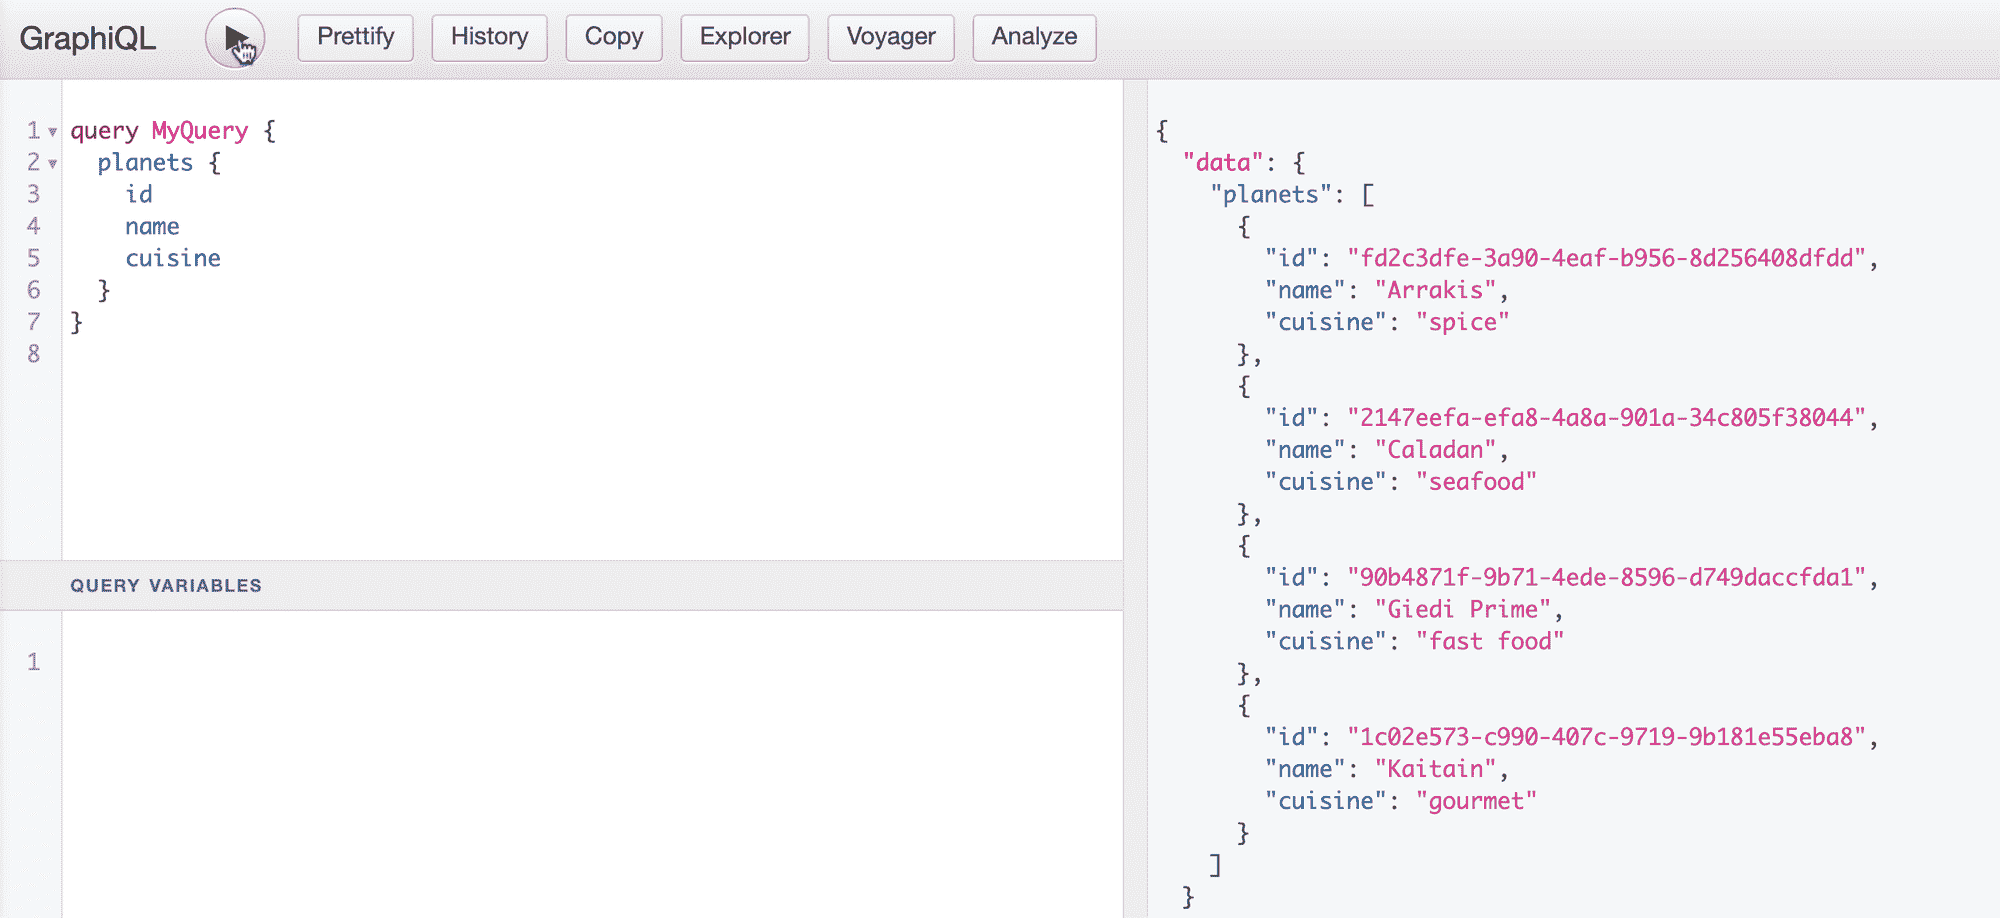 GraphiQL Prettify History Copy Explorer Voyager Analyze
1 query MyQuery {
2 planets {
3 id
4 name
5 cuisine
6 }
7 }
8
QUERY VARIABLES
1
{
"data": {
"planets": [
{
"id": "fd2c3dfe-3a90-4eaf-b956-8d256408dfdd",
"name": "Arrakis",
"cuisine": "spice"
},
{
"id": "2147eefa-efa8-4a8a-901a-34c805f38044",
"name": "Caladan",
"cuisine": "seafood"
},
{
"id": "90b4871f-9b71-4ede-8596-d749daccfda1",
"name": "Giedi Prime",
"cuisine": "fast food"
},
{
"id": "1c02e573-c990-407c-9719-9b181e55eba8",
"name": "Kaitain",
"cuisine": "gourmet"
}
]
}